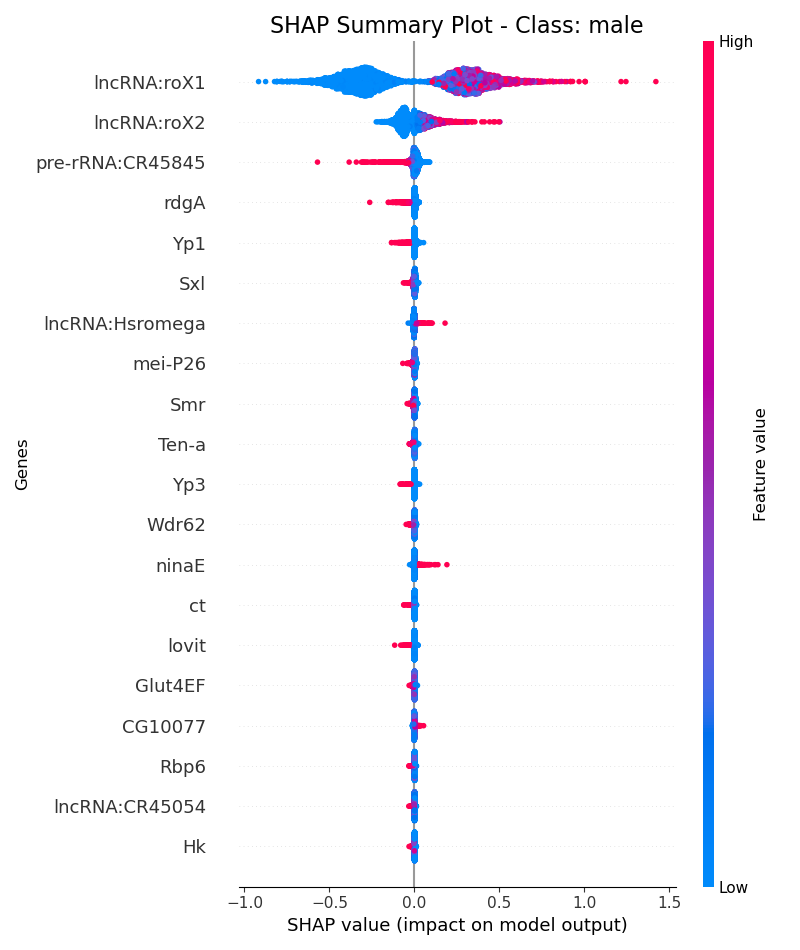 SHAP Summary Plot - Class: male
High
lncRNA:roX1
lncRNA:roX2
pre-rRNA:CR45845
rdgA
Yp1
Sxl
lncRNA:Hsromega
mei-P26
Smr
Ten-a
Yp3
Wdr62
ninaE
ct
lovit
Glut4EF
CG10077
Rbp6
lncRNA:CR45054
Hk
Genes
Feature value
Low
−1.0 −0.5 0.0 0.5 1.0 1.5
SHAP value (impact on model output)